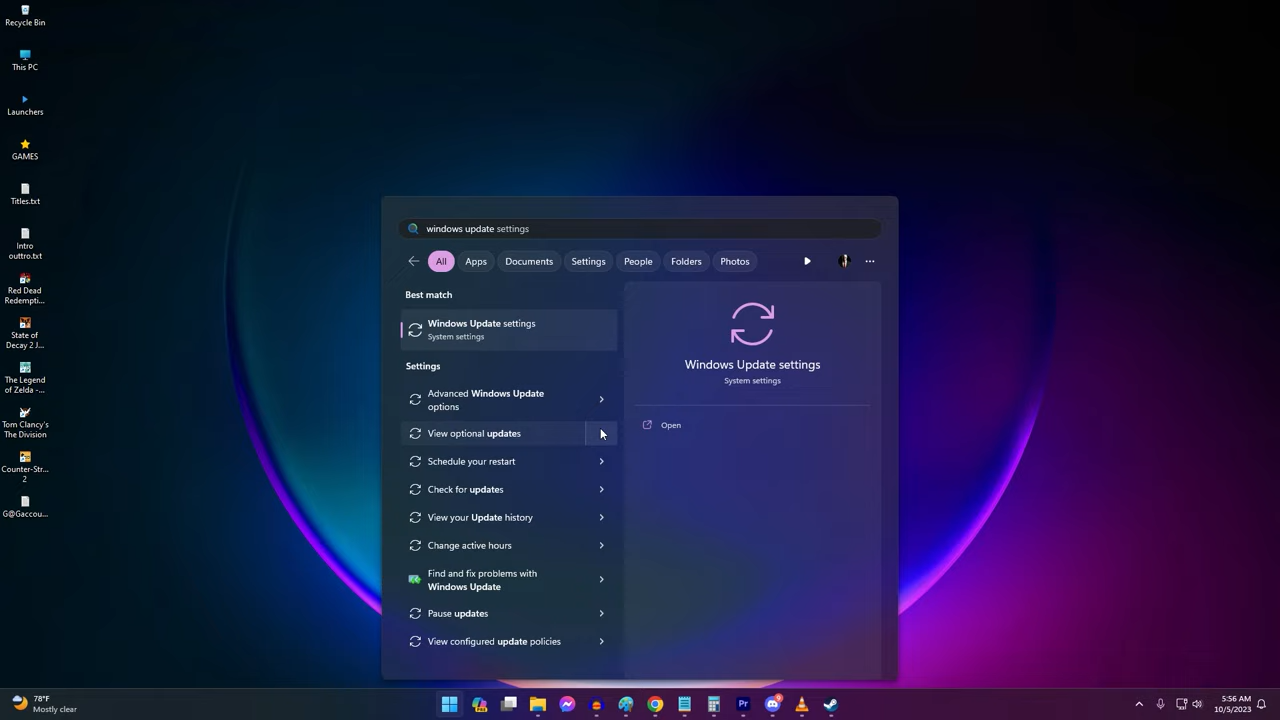 Recycle Bin
This PC
Launchers
GAMES
Titles.txt
Intro
outtro.txt
Red Dead
Redempti...
State of
Decay 2 J...
The Legend
of Zelda - ...
Tom Clancy's
The Division
Counter-Str...
2
G@Gaccou...
windows update settings
All
Apps
Documents
Settings
People
Folders
Photos
Best match
Windows Update settings
System settings
Settings
Advanced Windows Update
options
View optional updates
Schedule your restart
Check for updates
View your Update history
Change active hours
Find and fix problems with
Windows Update
Pause updates
View configured update policies
Windows Update settings
System settings
Open
78°F
Mostly clear
Pr
9
5:56 AM
10/5/2023